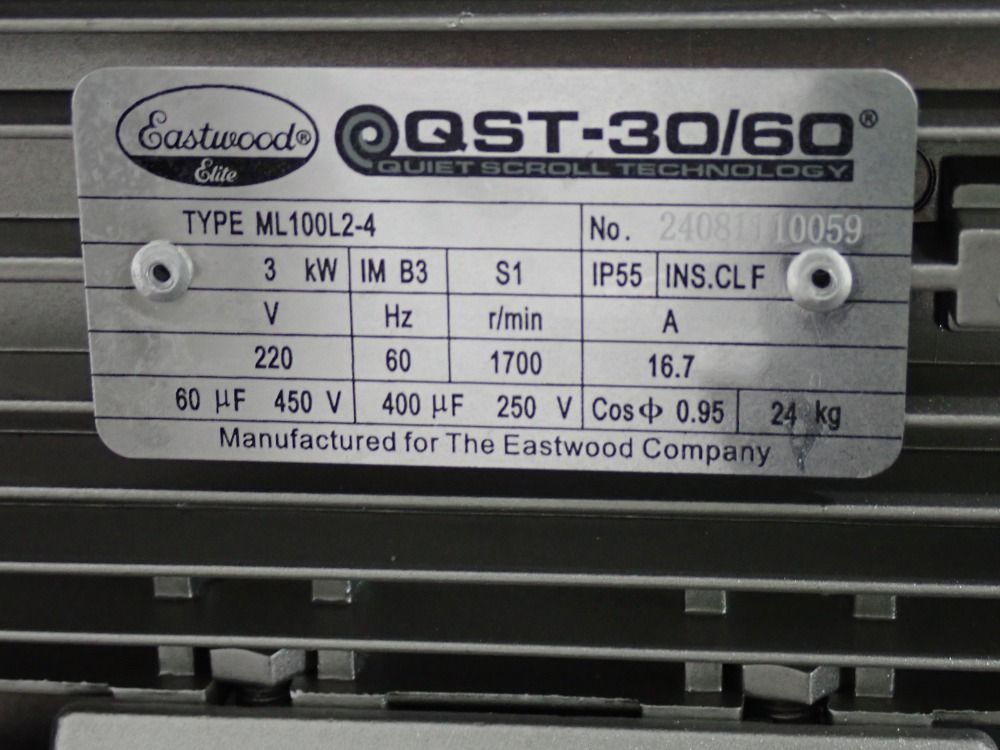 Eastwood®
Elite
QST-30/60®
QUIET SCROLL TECHNOLOGY
TYPE ML100L2-4 No. 240811110059
3 kW IM B3 S1 IP55 INS.CL F
V Hz r/min A
220 60 1700 16.7
60 µF 450 V 400 µF 250 V CosΦ 0.95 24 kg
Manufactured for The Eastwood Company